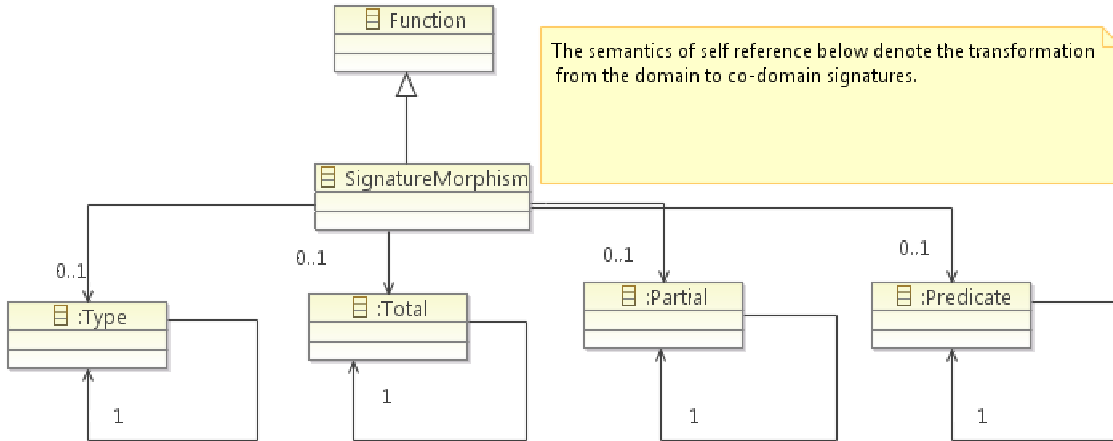 Function
The semantics of self reference below denote the transformation
from the domain to co-domain signatures.
SignatureMorphism
0..1
0..1
0..1
0..1
:Type
:Total
:Partial
:Predicate
1
1
1
1